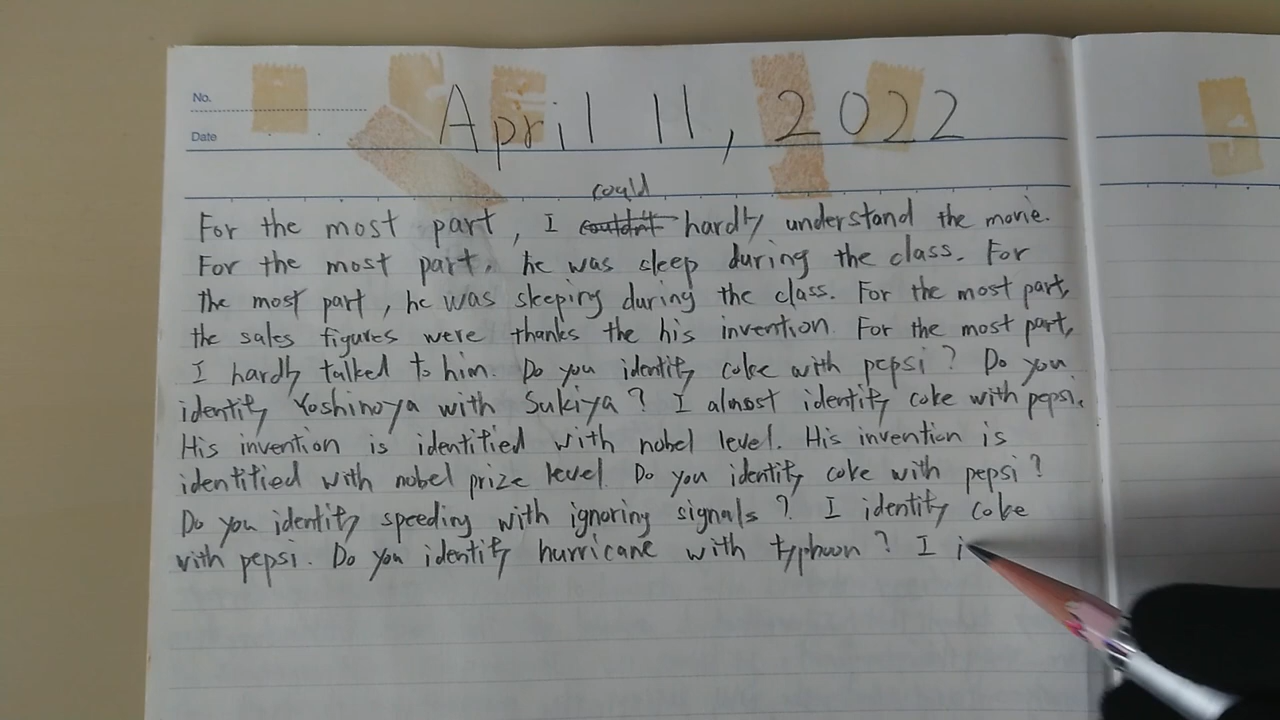 No.
Date
April 11, 2022
could
For the most part, I couldn't hardly understand the movie.
For the most part, he was sleep during the class. For
the most part, he was sleeping during the class. For the most part,
the sales figures were thanks the his invention. For the most part,
I hardly talked to him. Do you identify coke with pepsi? Do you
identify Yoshinoya with Sukiya? I almost identify coke with pepsi.
His invention is identified with nobel level. His invention is
identified with nobel prize level. Do you identify coke with pepsi?
Do you identify speeding with ignoring signals? I identify coke
with pepsi. Do you identify hurricane with typhoon? I i